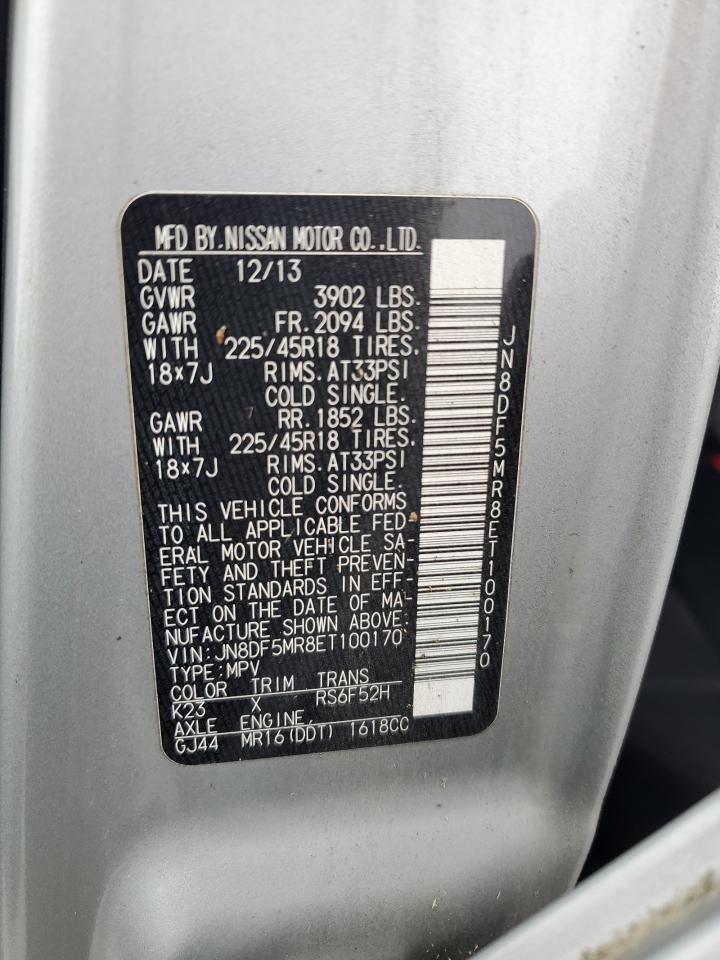 MFD BY.NISSAN MOTOR CO.,LTD.
DATE 12/13
GVWR 3902 LBS.
GAWR FR.2094 LBS.
WITH 225/45R18 TIRES.
18×7J RIMS.AT33PSI
COLD SINGLE.
GAWR RR.1852 LBS.
WITH 225/45R18 TIRES.
18×7J RIMS.AT33PSI
COLD SINGLE.
THIS VEHICLE CONFORMS
TO ALL APPLICABLE FED-
ERAL MOTOR VEHICLE SA-
FETY AND THEFT PREVEN-
TION STANDARDS IN EFF-
ECT ON THE DATE OF MA-
NUFACTURE SHOWN ABOVE.
VIN:JN8DF5MR8ET100170
TYPE:MPV
COLOR TRIM TRANS
K23 X RS6F52H
AXLE ENGINE,
GJ44 MR16(DDT) 1618CC
JN8DF5MR8ET100170